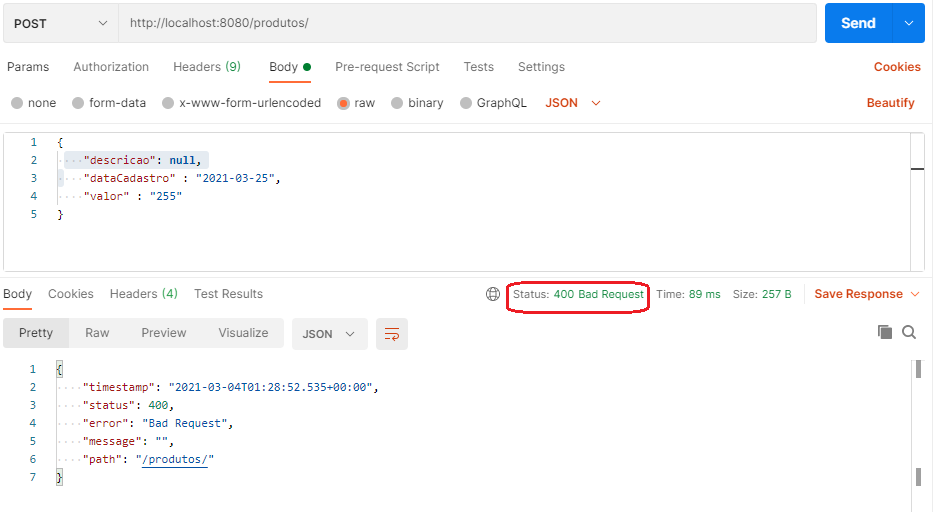 POST http://localhost:8080/produtos/ Send
Params Authorization Headers (9) Body Pre-request Script Tests Settings Cookies
none form-data x-www-form-urlencoded raw binary GraphQL JSON Beautify
1 {
2 "descricao": null,
3 "dataCadastro" : "2021-03-25",
4 "valor" : "255"
5 }
Body Cookies Headers (4) Test Results Status: 400 Bad Request Time: 89 ms Size: 257 B Save Response
Pretty Raw Preview Visualize JSON
1 {
2 "timestamp": "2021-03-04T01:28:52.535+00:00",
3 "status": 400,
4 "error": "Bad Request",
5 "message": "",
6 "path": "/produtos/"
7 }